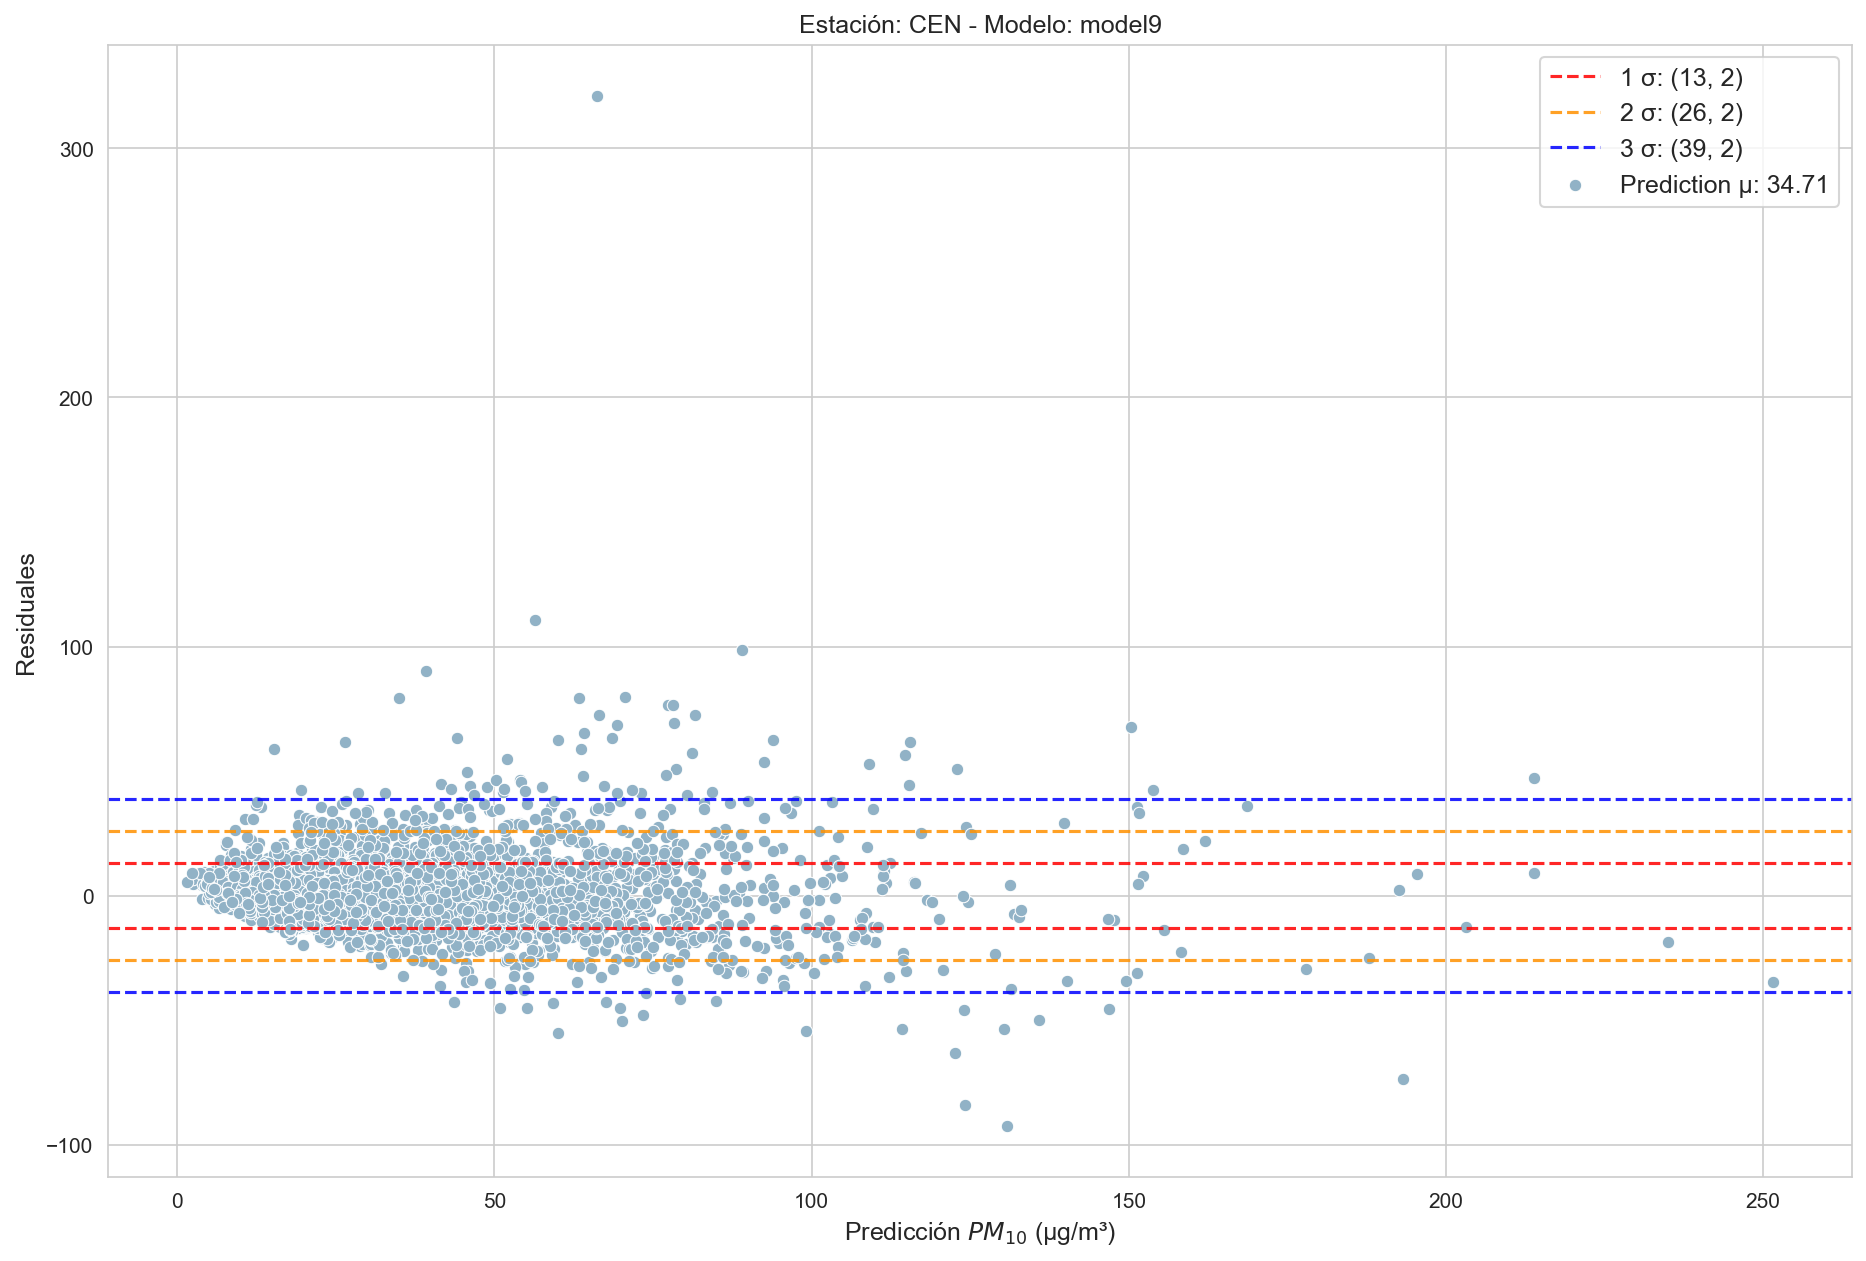 Estación: CEN - Modelo: model9
1 σ: (13, 2)
2 σ: (26, 2)
3 σ: (39, 2)
Prediction μ: 34.71
Residuales
300
200
100
0
−100
0
50
100
150
200
250
Predicción PM₁₀ (μg/m³)